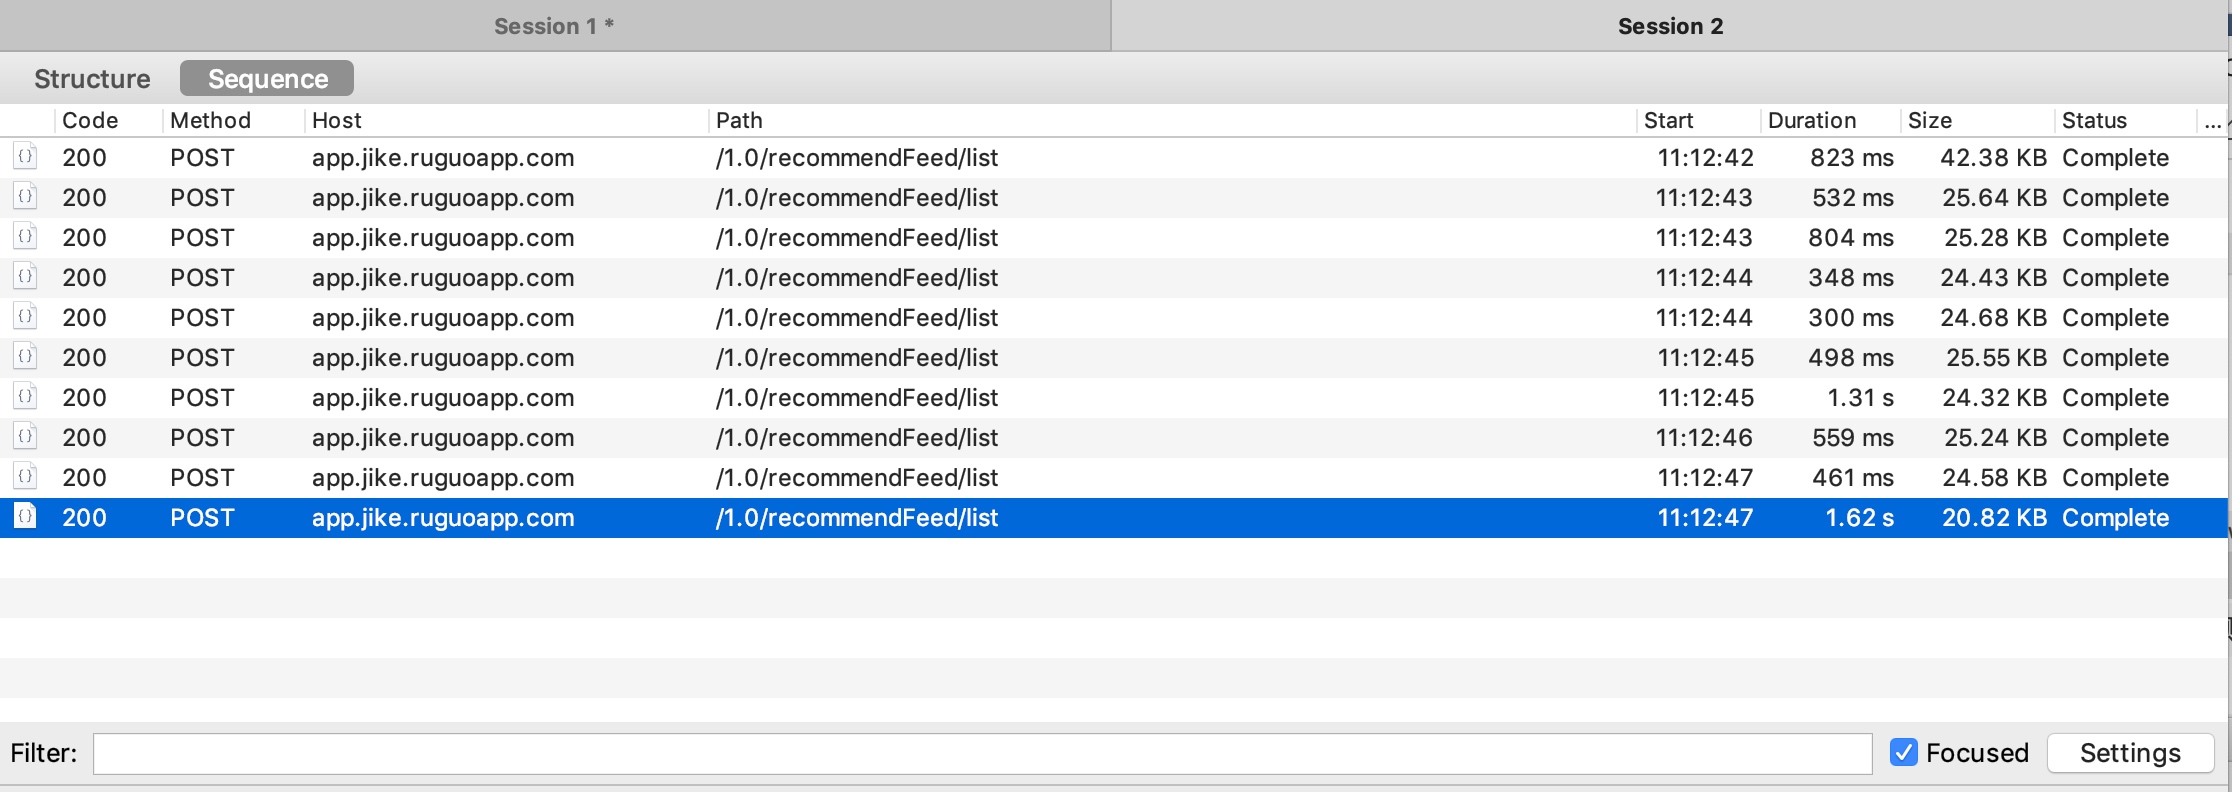 Session 1 * Session 2
Structure Sequence
Code Method Host Path Start Duration Size Status ...
{} 200 POST app.jike.ruguoapp.com /1.0/recommendFeed/list 11:12:42 823 ms 42.38 KB Complete
{} 200 POST app.jike.ruguoapp.com /1.0/recommendFeed/list 11:12:43 532 ms 25.64 KB Complete
{} 200 POST app.jike.ruguoapp.com /1.0/recommendFeed/list 11:12:43 804 ms 25.28 KB Complete
{} 200 POST app.jike.ruguoapp.com /1.0/recommendFeed/list 11:12:44 348 ms 24.43 KB Complete
{} 200 POST app.jike.ruguoapp.com /1.0/recommendFeed/list 11:12:44 300 ms 24.68 KB Complete
{} 200 POST app.jike.ruguoapp.com /1.0/recommendFeed/list 11:12:45 498 ms 25.55 KB Complete
{} 200 POST app.jike.ruguoapp.com /1.0/recommendFeed/list 11:12:45 1.31 s 24.32 KB Complete
{} 200 POST app.jike.ruguoapp.com /1.0/recommendFeed/list 11:12:46 559 ms 25.24 KB Complete
{} 200 POST app.jike.ruguoapp.com /1.0/recommendFeed/list 11:12:47 461 ms 24.58 KB Complete
{} 200 POST app.jike.ruguoapp.com /1.0/recommendFeed/list 11:12:47 1.62 s 20.82 KB Complete
Filter: Focused Settings